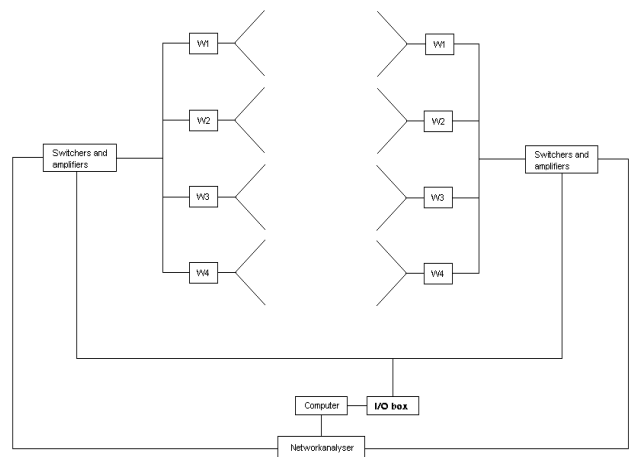 W1
W1
W2
W2
Switchers and
amplifiers
Switchers and
amplifiers
W3
W3
W4
W4
Computer
I/O box
Networkanalyser